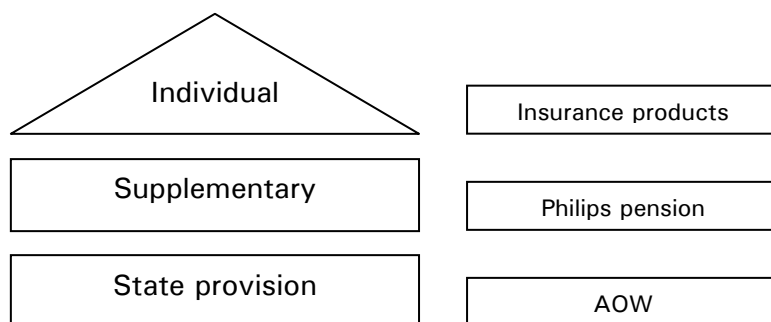 Individual
Insurance products
Supplementary
Philips pension
State provision
AOW